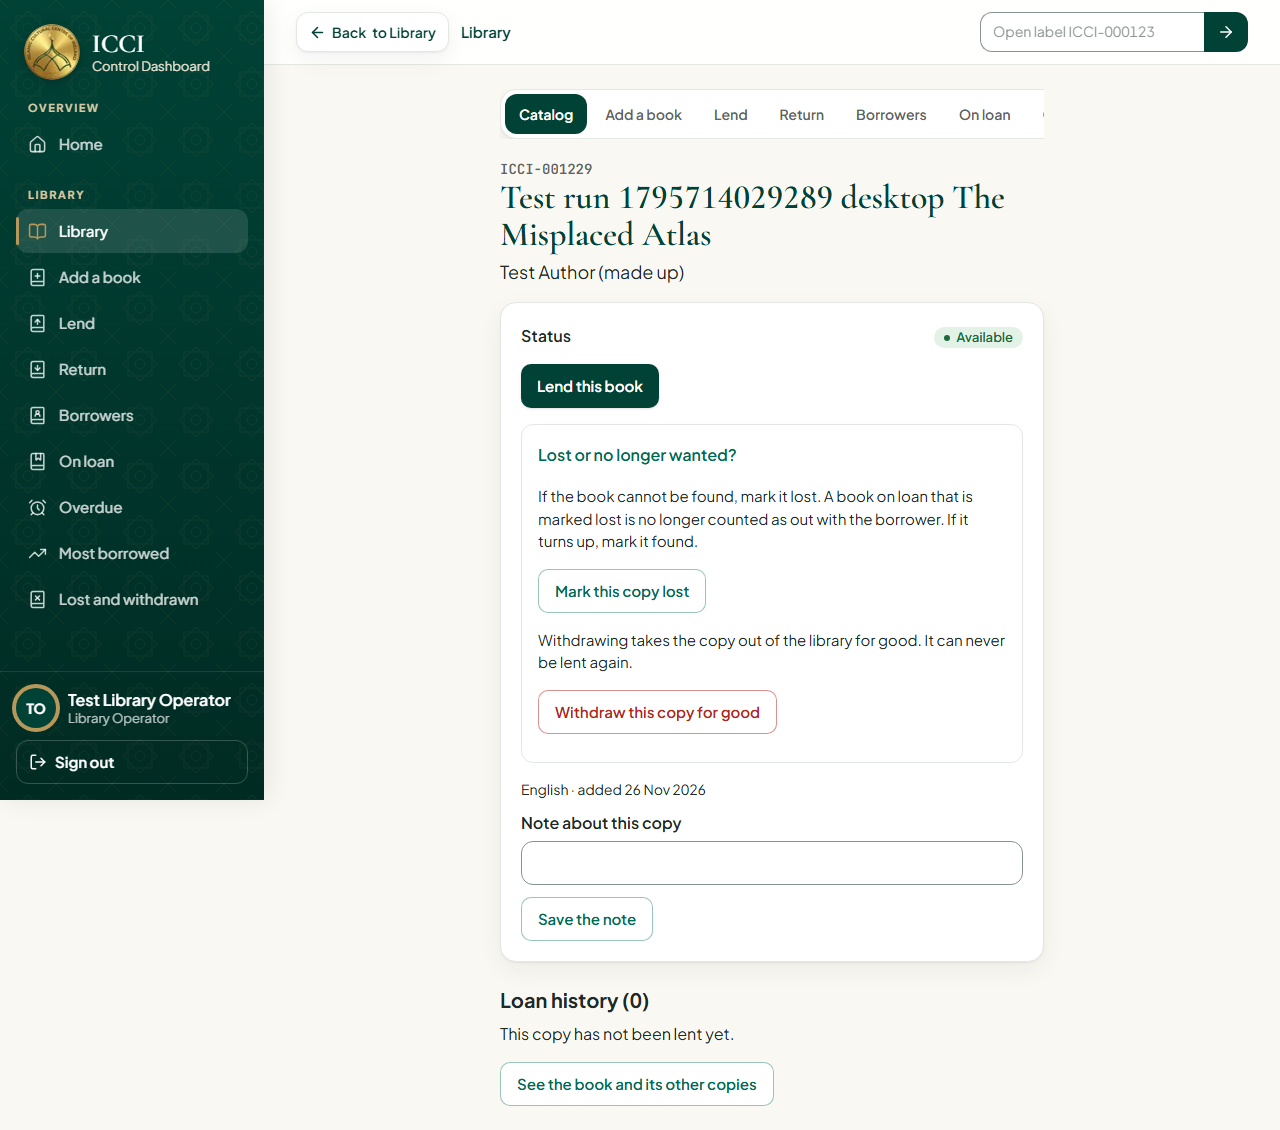 ICCI
Control Dashboard
OVERVIEW
Home
LIBRARY
Library
Add a book
Lend
Return
Borrowers
On loan
Overdue
Most borrowed
Lost and withdrawn
TO
Test Library Operator
Library Operator
Sign out
Back to Library
Library
Open label ICCI-000123
Catalog
Add a book
Lend
Return
Borrowers
On loan
ICCI-001229
Test run 1795714029289 desktop The
Misplaced Atlas
Test Author (made up)
Status
Available
Lend this book
Lost or no longer wanted?
If the book cannot be found, mark it lost. A book on loan that is
marked lost is no longer counted as out with the borrower. If it
turns up, mark it found.
Mark this copy lost
Withdrawing takes the copy out of the library for good. It can never
be lent again.
Withdraw this copy for good
English · added 26 Nov 2026
Note about this copy
Save the note
Loan history (0)
This copy has not been lent yet.
See the book and its other copies